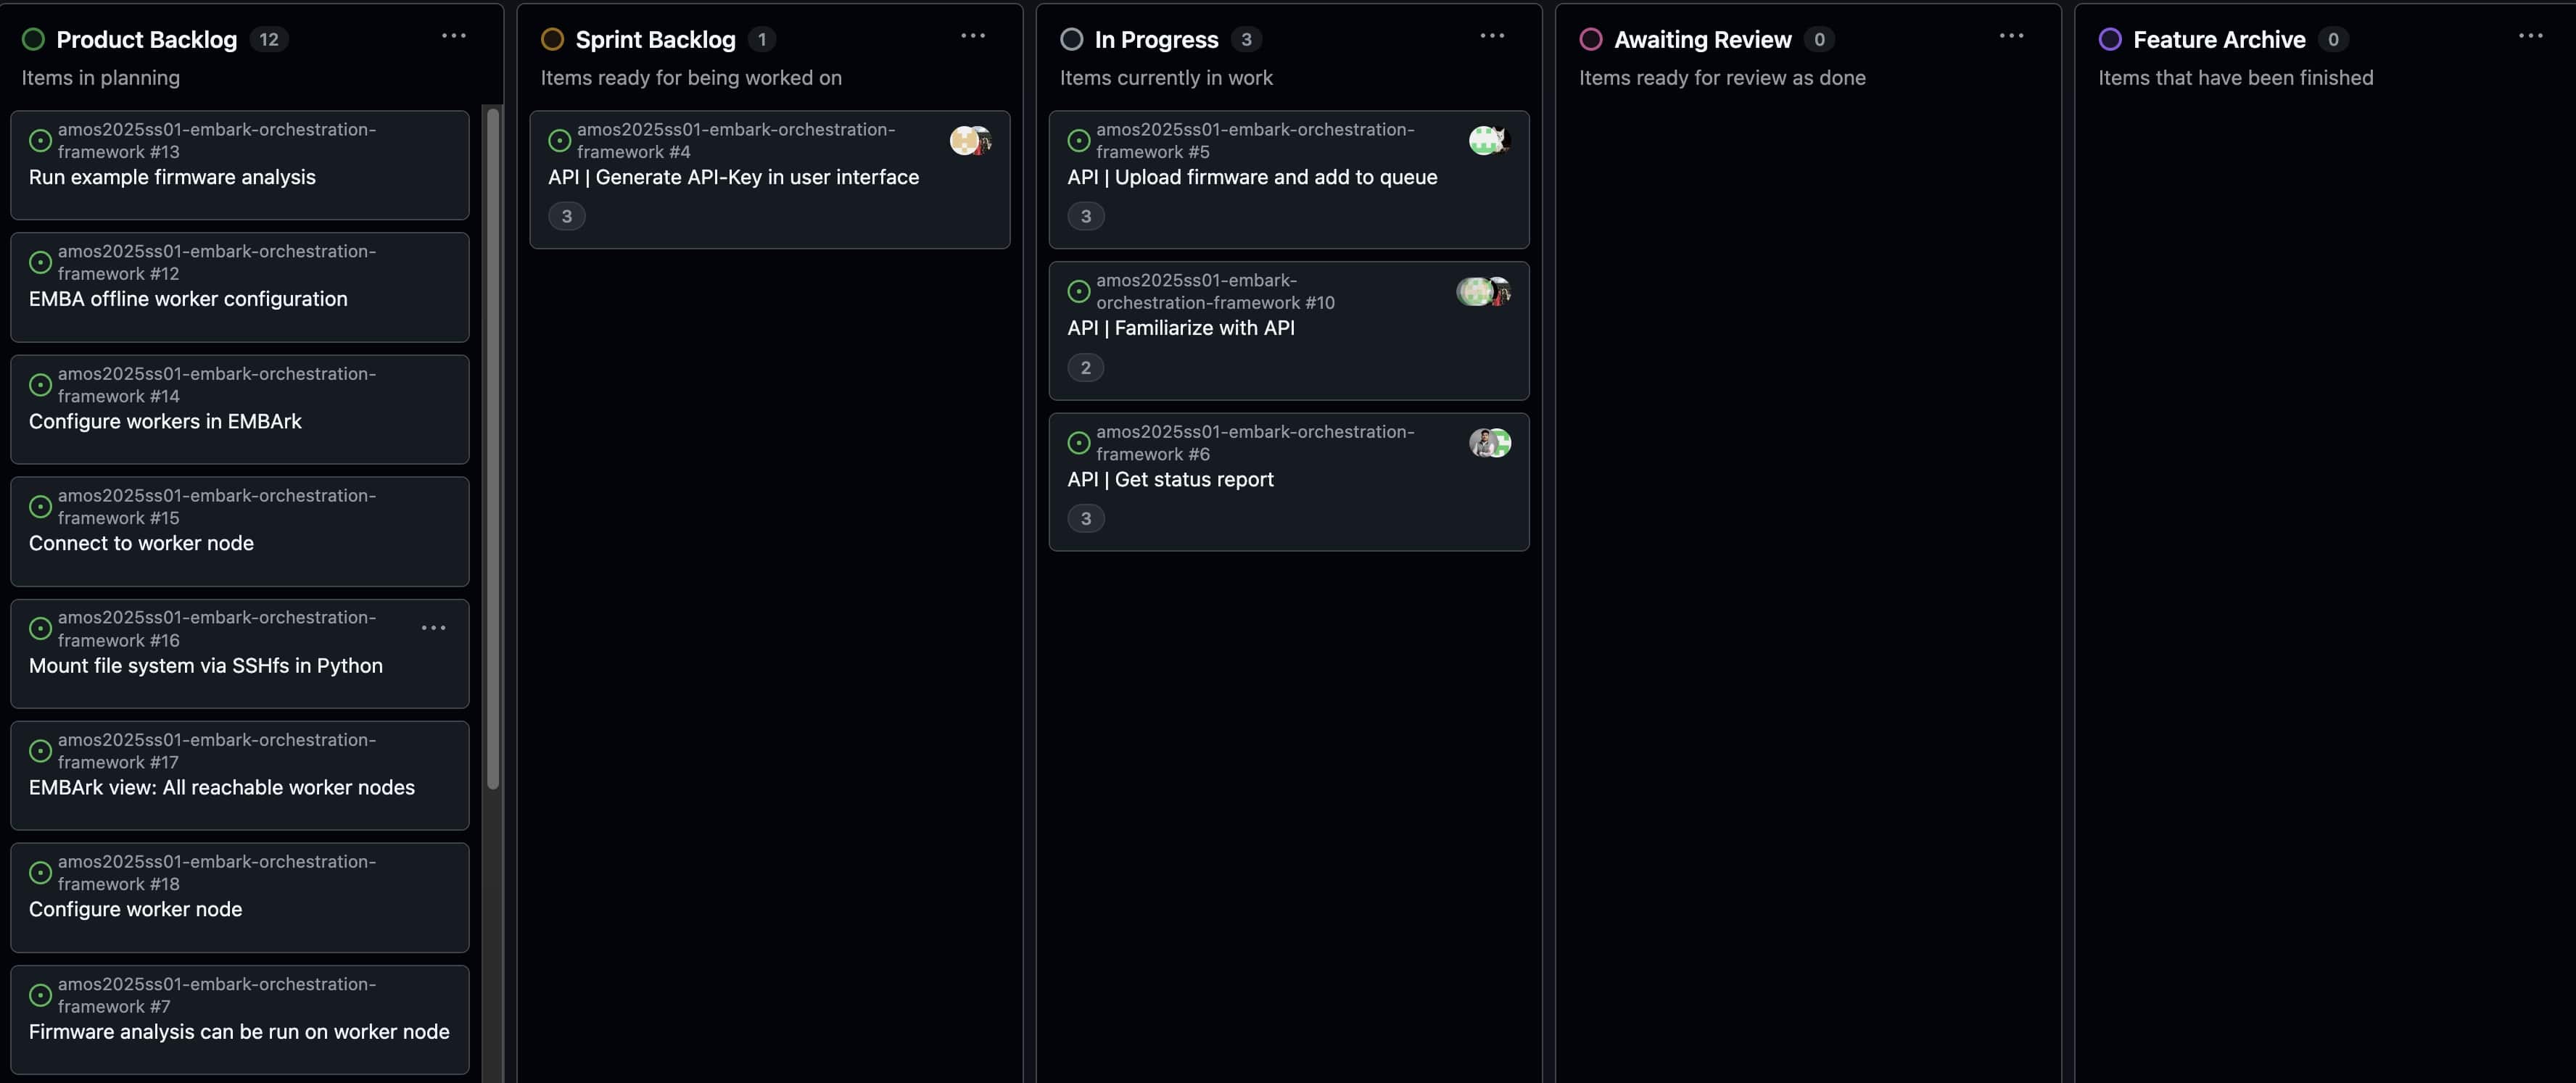 Product Backlog 12
Items in planning
amos2025ss01-embark-orchestration-
framework #13
Run example firmware analysis
amos2025ss01-embark-orchestration-
framework #12
EMBA offline worker configuration
amos2025ss01-embark-orchestration-
framework #14
Configure workers in EMBArk
amos2025ss01-embark-orchestration-
framework #15
Connect to worker node
amos2025ss01-embark-orchestration-
framework #16
Mount file system via SSHfs in Python
amos2025ss01-embark-orchestration-
framework #17
EMBArk view: All reachable worker nodes
amos2025ss01-embark-orchestration-
framework #18
Configure worker node
amos2025ss01-embark-orchestration-
framework #7
Firmware analysis can be run on worker node
Sprint Backlog 1
Items ready for being worked on
amos2025ss01-embark-orchestration-
framework #4
API | Generate API-Key in user interface
3
In Progress 3
Items currently in work
amos2025ss01-embark-orchestration-
framework #5
API | Upload firmware and add to queue
3
amos2025ss01-embark-
orchestration-framework #10
API | Familiarize with API
2
amos2025ss01-embark-orchestration-
framework #6
API | Get status report
3
Awaiting Review 0
Items ready for review as done
Feature Archive 0
Items that have been finished